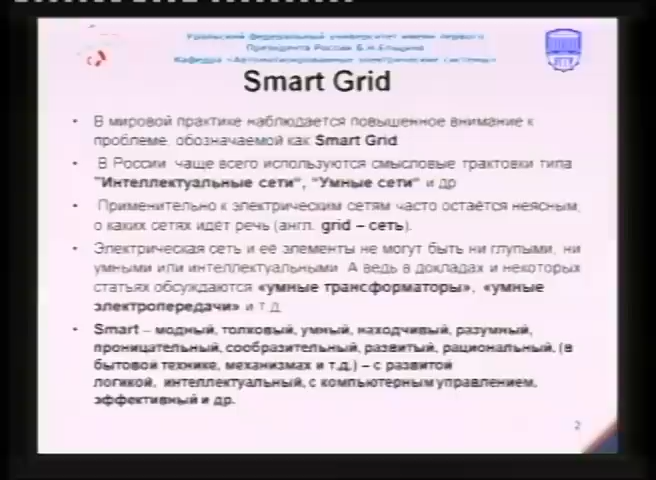 Уральский федеральный университет имени первого
Президента России Б.Н.Ельцина
Кафедра «Автоматизированные электрические системы»
Smart Grid
• В мировой практике наблюдается повышенное внимание к
проблеме, обозначаемой как Smart Grid
• В России чаще всего используются смысловые трактовки типа
"Интеллектуальные сети", "Умные сети" и др
• Применительно к электрическим сетям часто остаётся неясным,
о каких сетях идёт речь (англ. grid – сеть).
• Электрическая сеть и её элементы не могут быть ни глупыми, ни
умными или интеллектуальными. А ведь в докладах и некоторых
статьях обсуждаются «умные трансформаторы», «умные
электропередачи» и т.д.
• Smart – модный, толковый, умный, находчивый, разумный,
проницательный, сообразительный, развитый, рациональный, (в
бытовой технике, механизмах и т.д.) – с развитой
логикой, интеллектуальный, с компьютерным управлением,
эффективный и др.
2